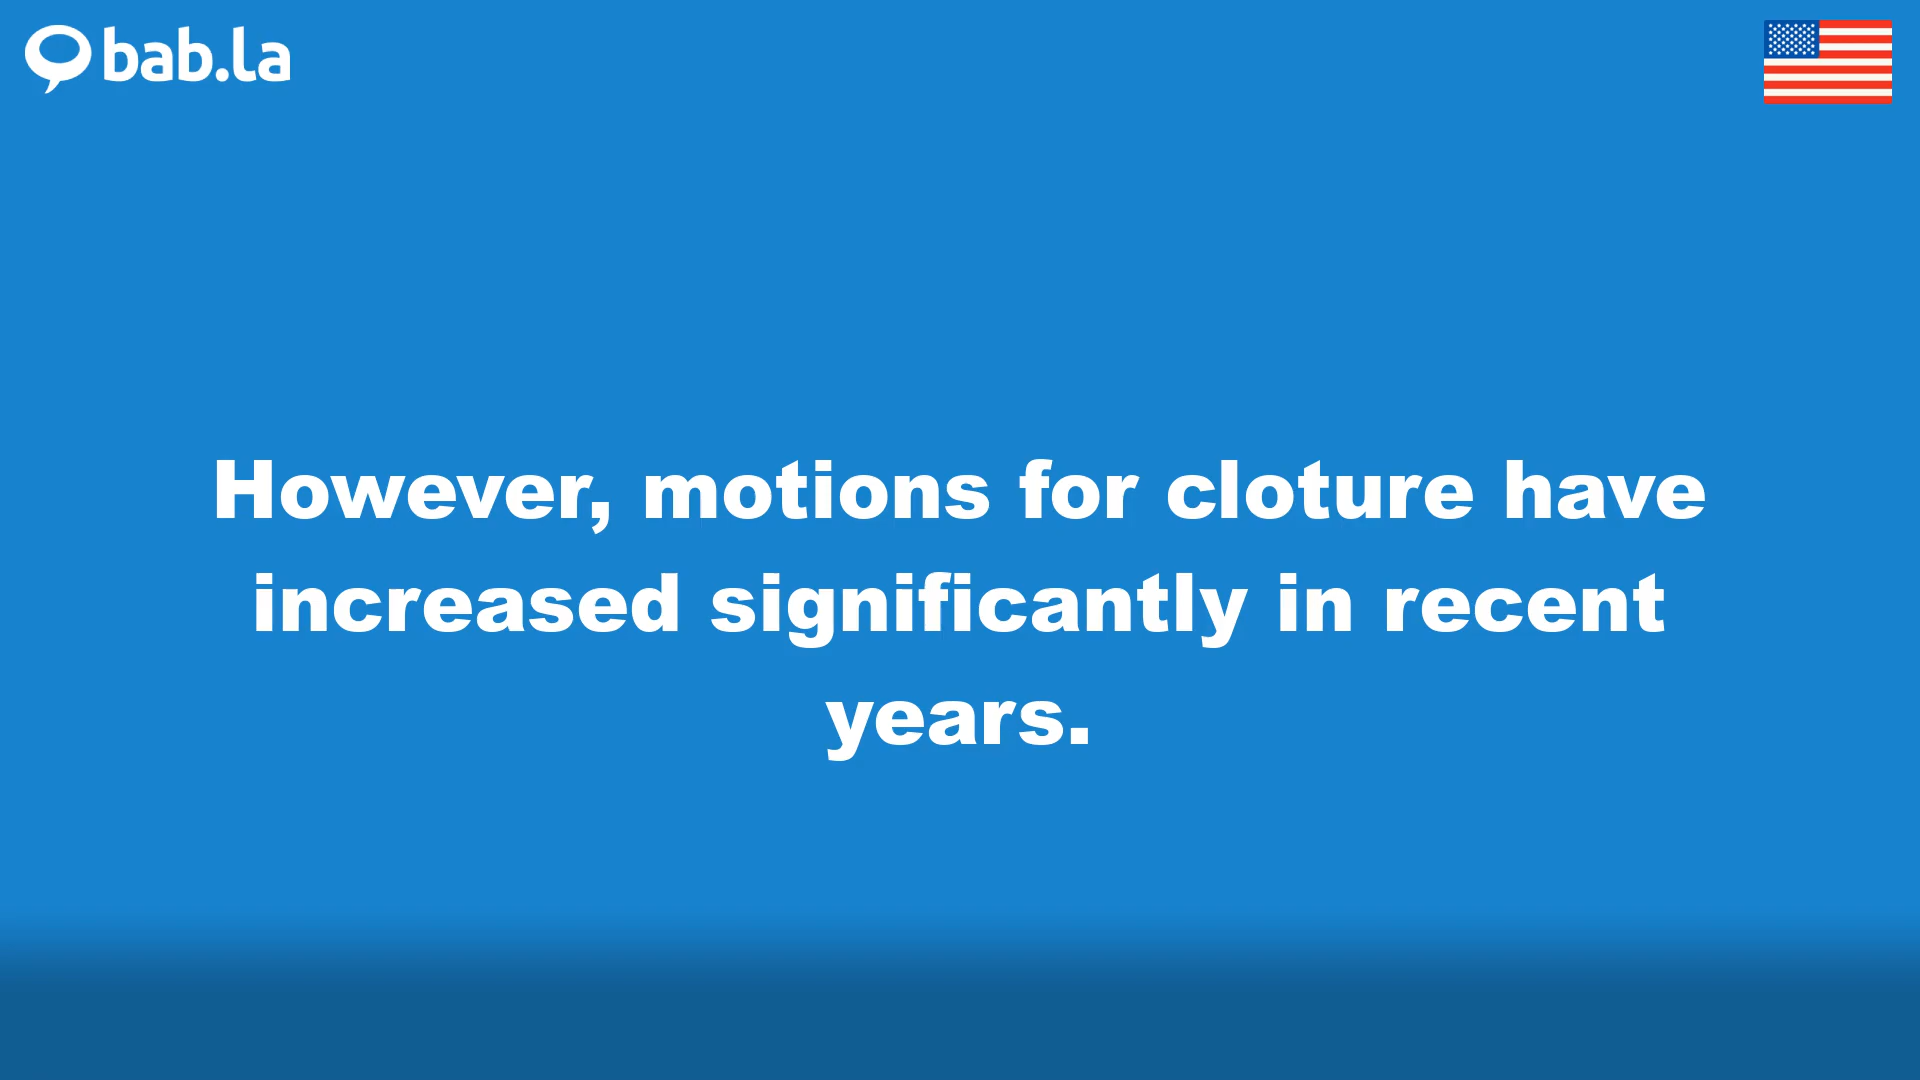 bab.la
However, motions for cloture have
increased significantly in recent
years.